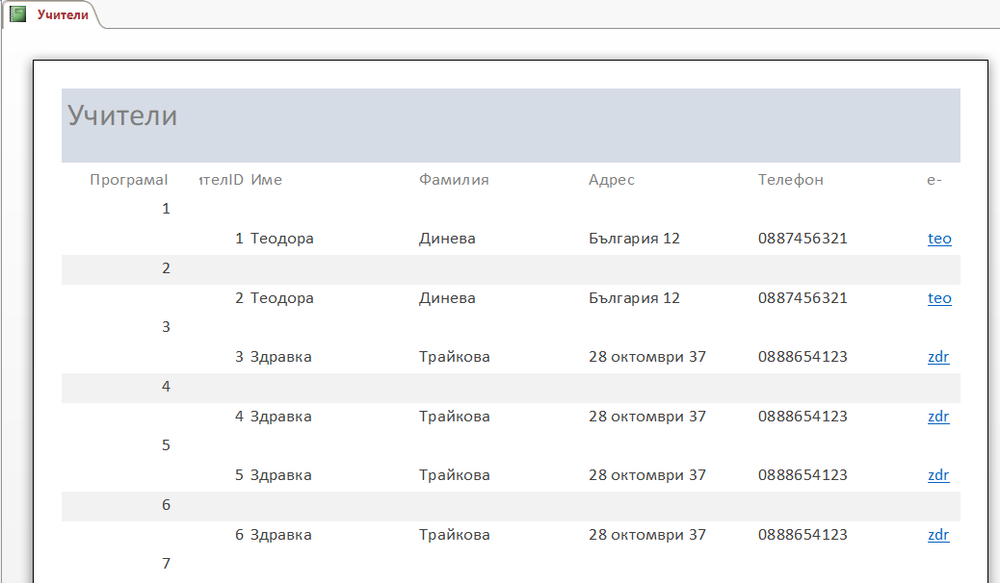 Учители
Учители
Програмаl ителID Име Фамилия Адрес Телефон e-
1
1 Теодора Динева България 12 0887456321 teo
2
2 Теодора Динева България 12 0887456321 teo
3
3 Здравка Трайкова 28 октомври 37 0888654123 zdr
4
4 Здравка Трайкова 28 октомври 37 0888654123 zdr
5
5 Здравка Трайкова 28 октомври 37 0888654123 zdr
6
6 Здравка Трайкова 28 октомври 37 0888654123 zdr
7